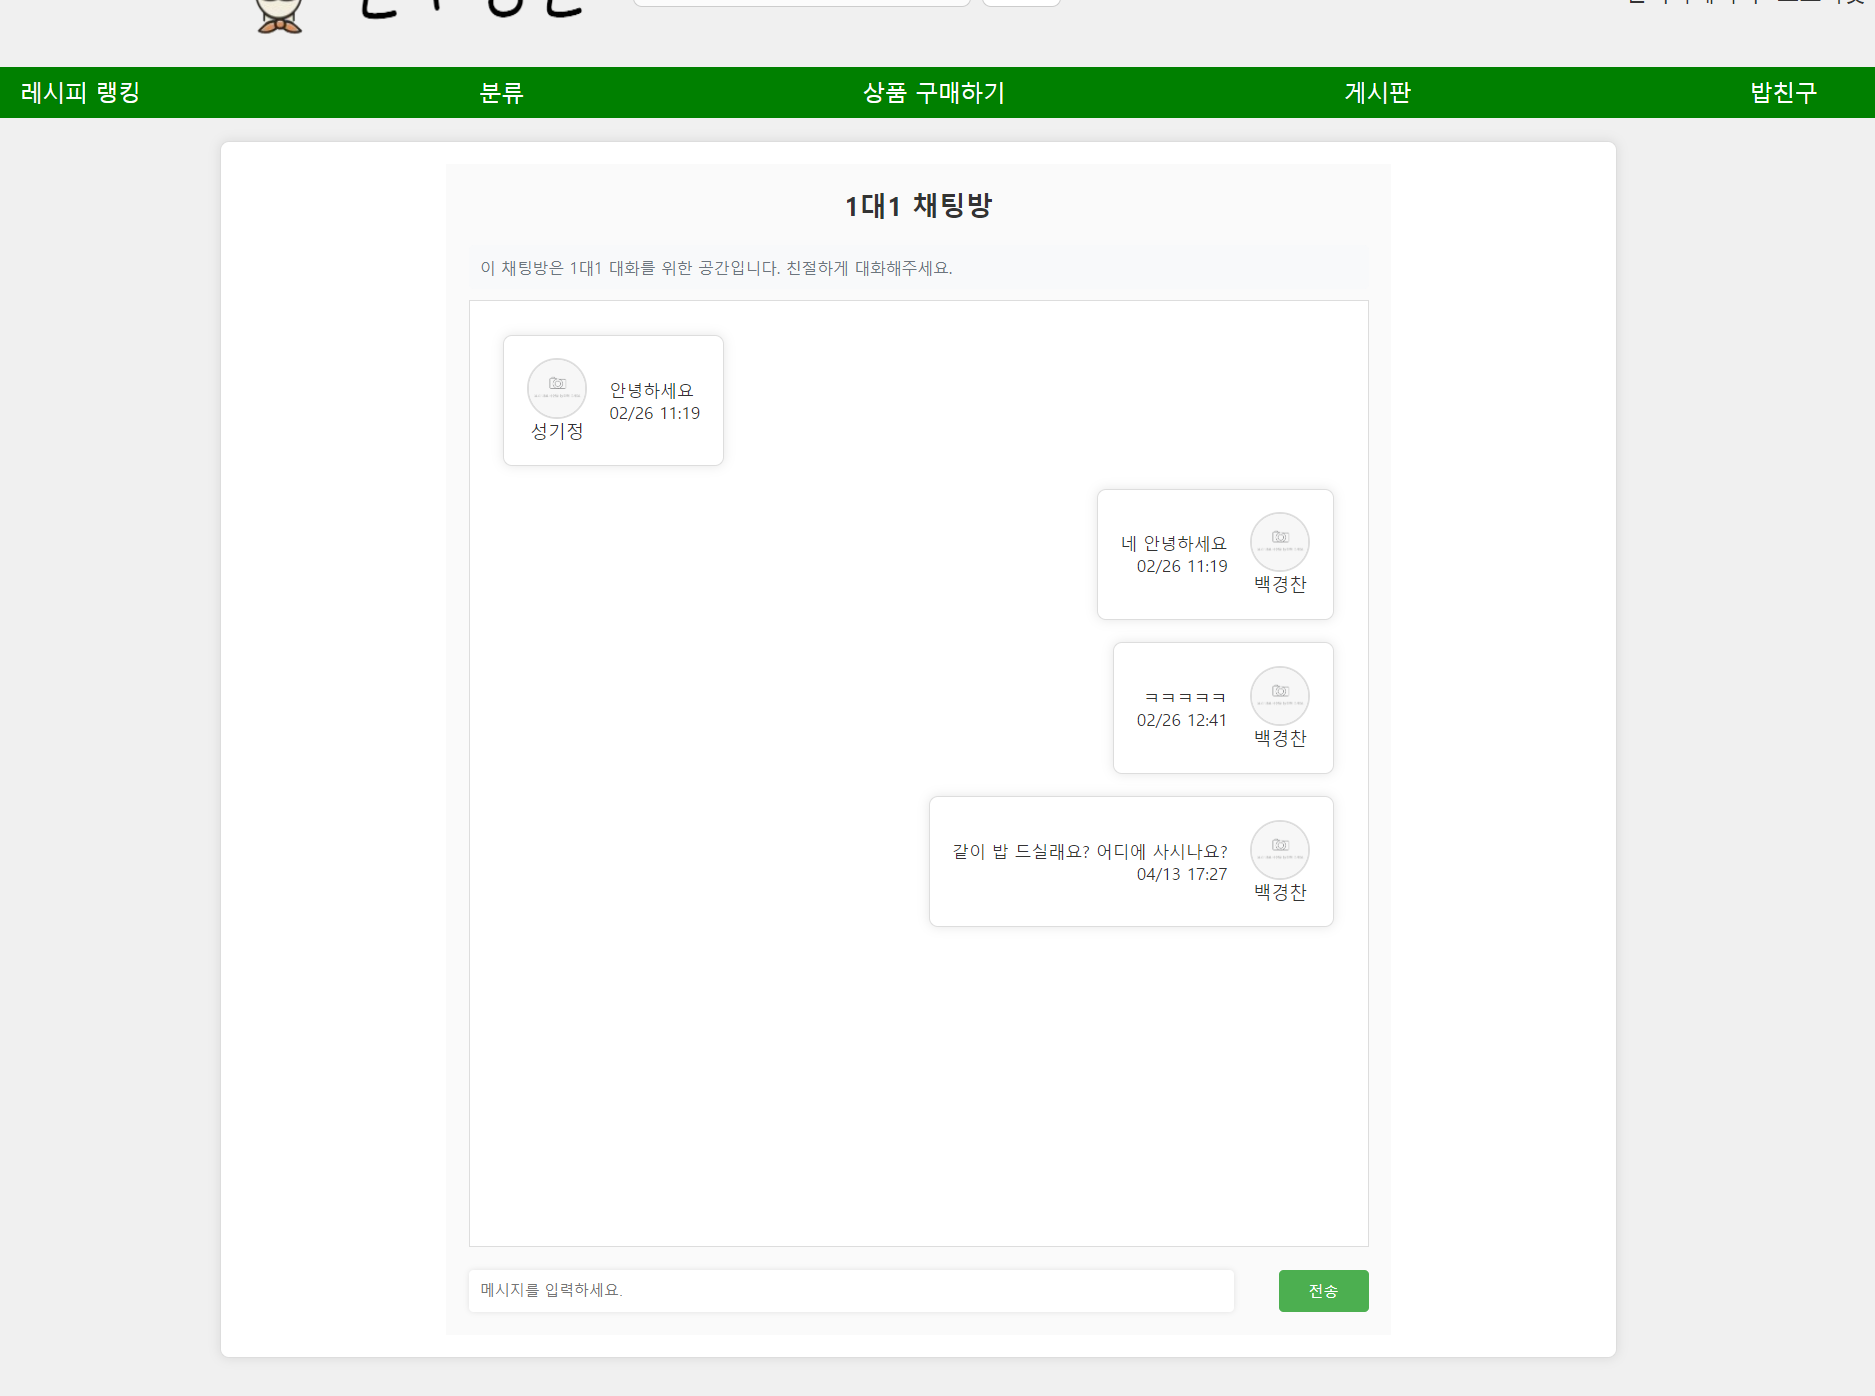 레시피 랭킹 분류 상품 구매하기 게시판 밥친구
1대1 채팅방
이 채팅방은 1대1 대화를 위한 공간입니다. 친절하게 대화해주세요.
안녕하세요
02/26 11:19
성기정
네 안녕하세요
02/26 11:19
백경찬
ㅋㅋㅋㅋㅋ
02/26 12:41
백경찬
같이 밥 드실래요? 어디에 사시나요?
04/13 17:27
백경찬
메시지를 입력하세요.
전송